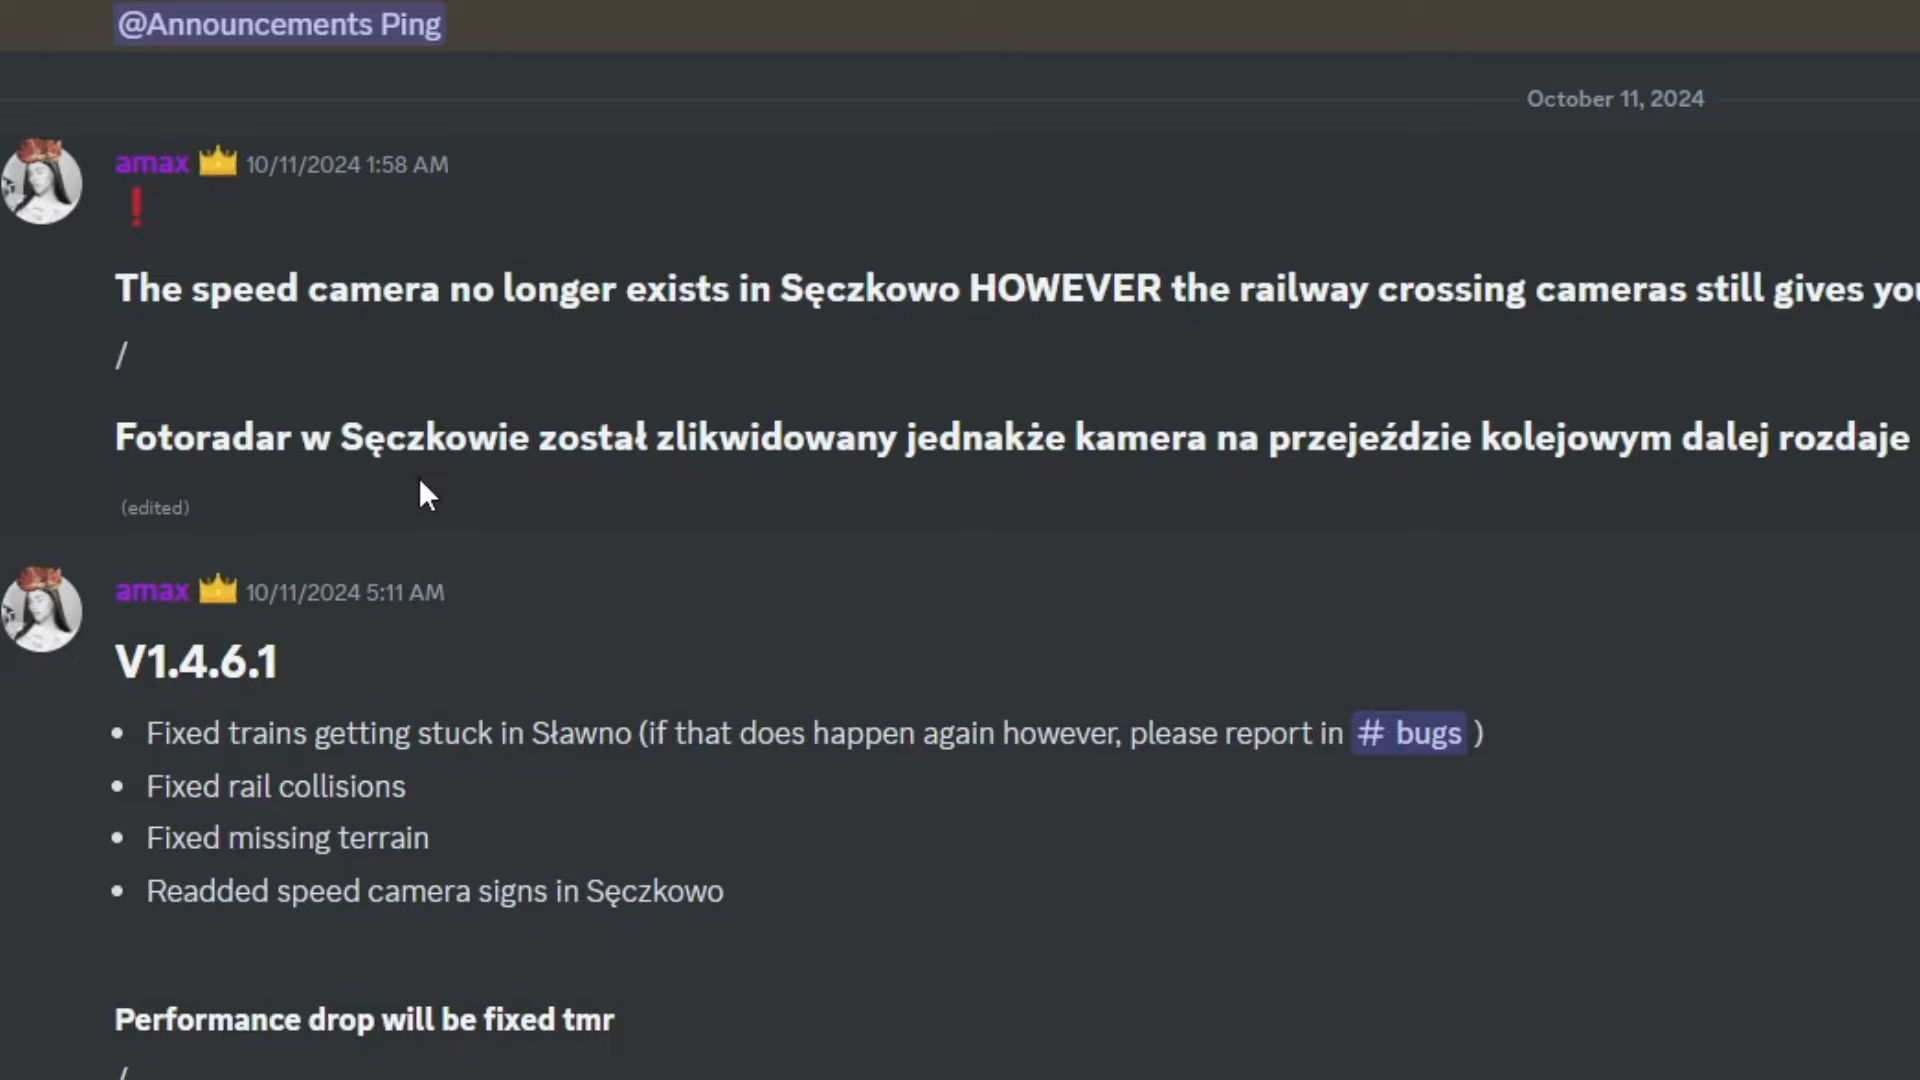 @Announcements Ping
October 11, 2024
amax 10/11/2024 1:58 AM
❗
The speed camera no longer exists in Sęczkowo HOWEVER the railway crossing cameras still gives
/
Fotoradar w Sęczkowie został zlikwidowany jednakże kamera na przejeździe kolejowym dalej rozdaje
(edited)
amax 10/11/2024 5:11 AM
V1.4.6.1
• Fixed trains getting stuck in Sławno (if that does happen again however, please report in # bugs )
• Fixed rail collisions
• Fixed missing terrain
• Readded speed camera signs in Sęczkowo
Performance drop will be fixed tmr
/